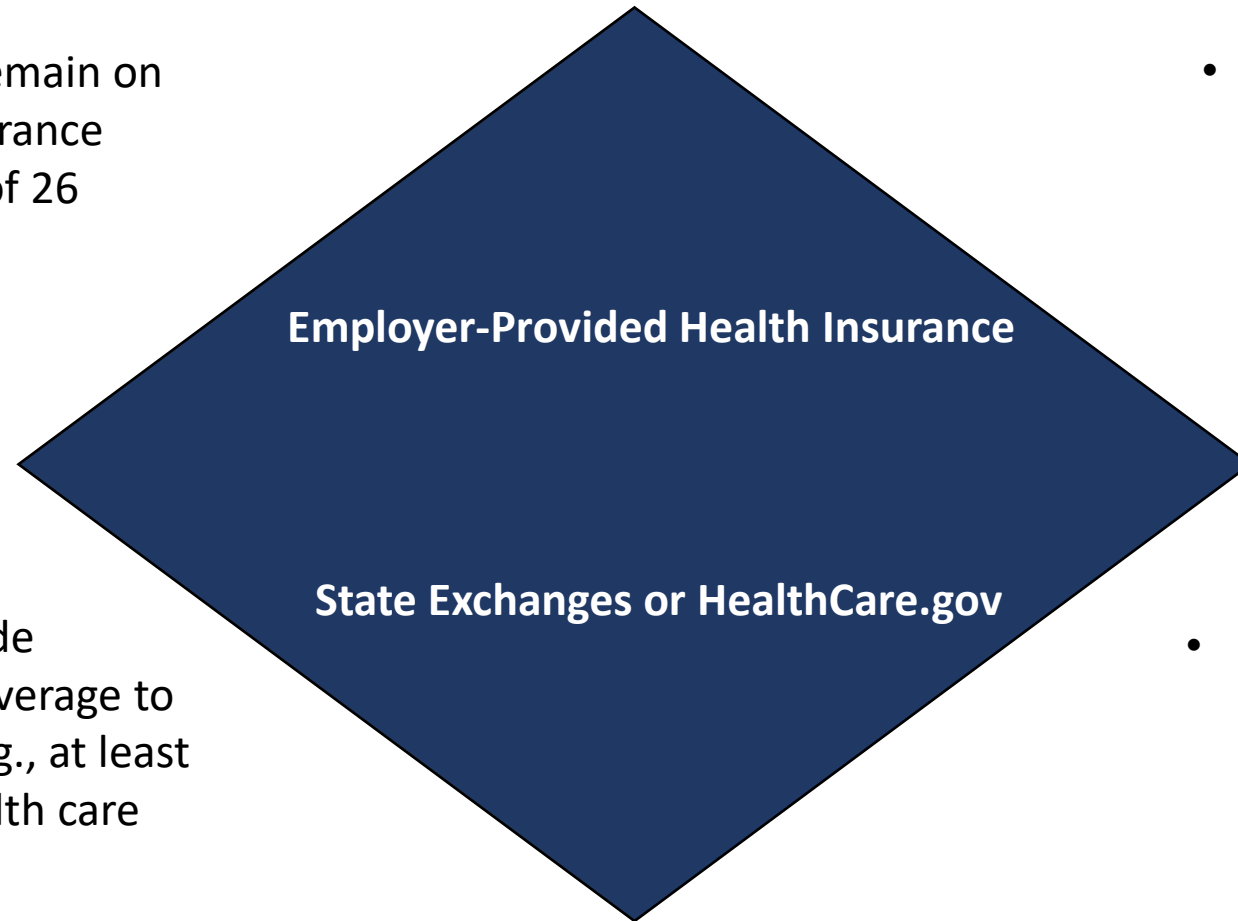 emain on
rance
of 26
Employer-Provided Health Insurance
State Exchanges or HealthCare.gov
de
verage to
g., at least
lth care
•
•